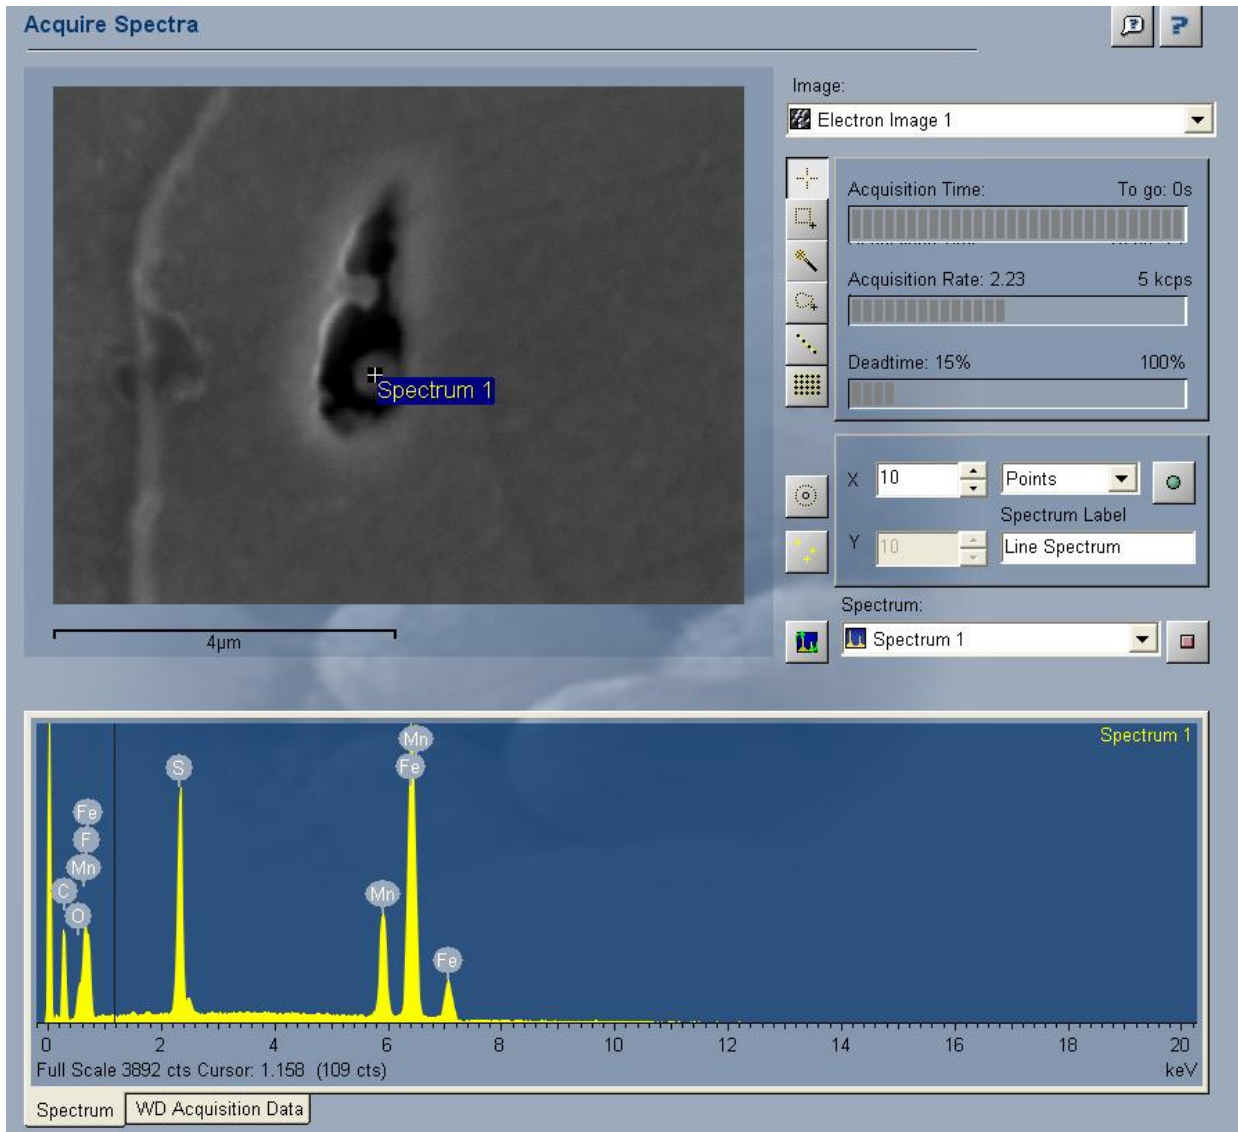 Acquire Spectra
Image:
Electron Image 1
Acquisition Time: To go: 0s
Acquisition Rate: 2.23 5 kcps
Deadtime: 15% 100%
Spectrum 1
X 10 Points
Spectrum Label
Y 10 Line Spectrum
Spectrum:
Spectrum 1
4µm
Spectrum 1
Mn
S Fe
Fe
F
Mn
C Mn
O
Fe
0 2 4 6 8 10 12 14 16 18 20
Full Scale 3892 cts Cursor: 1.158 (109 cts) keV
Spectrum WD Acquisition Data